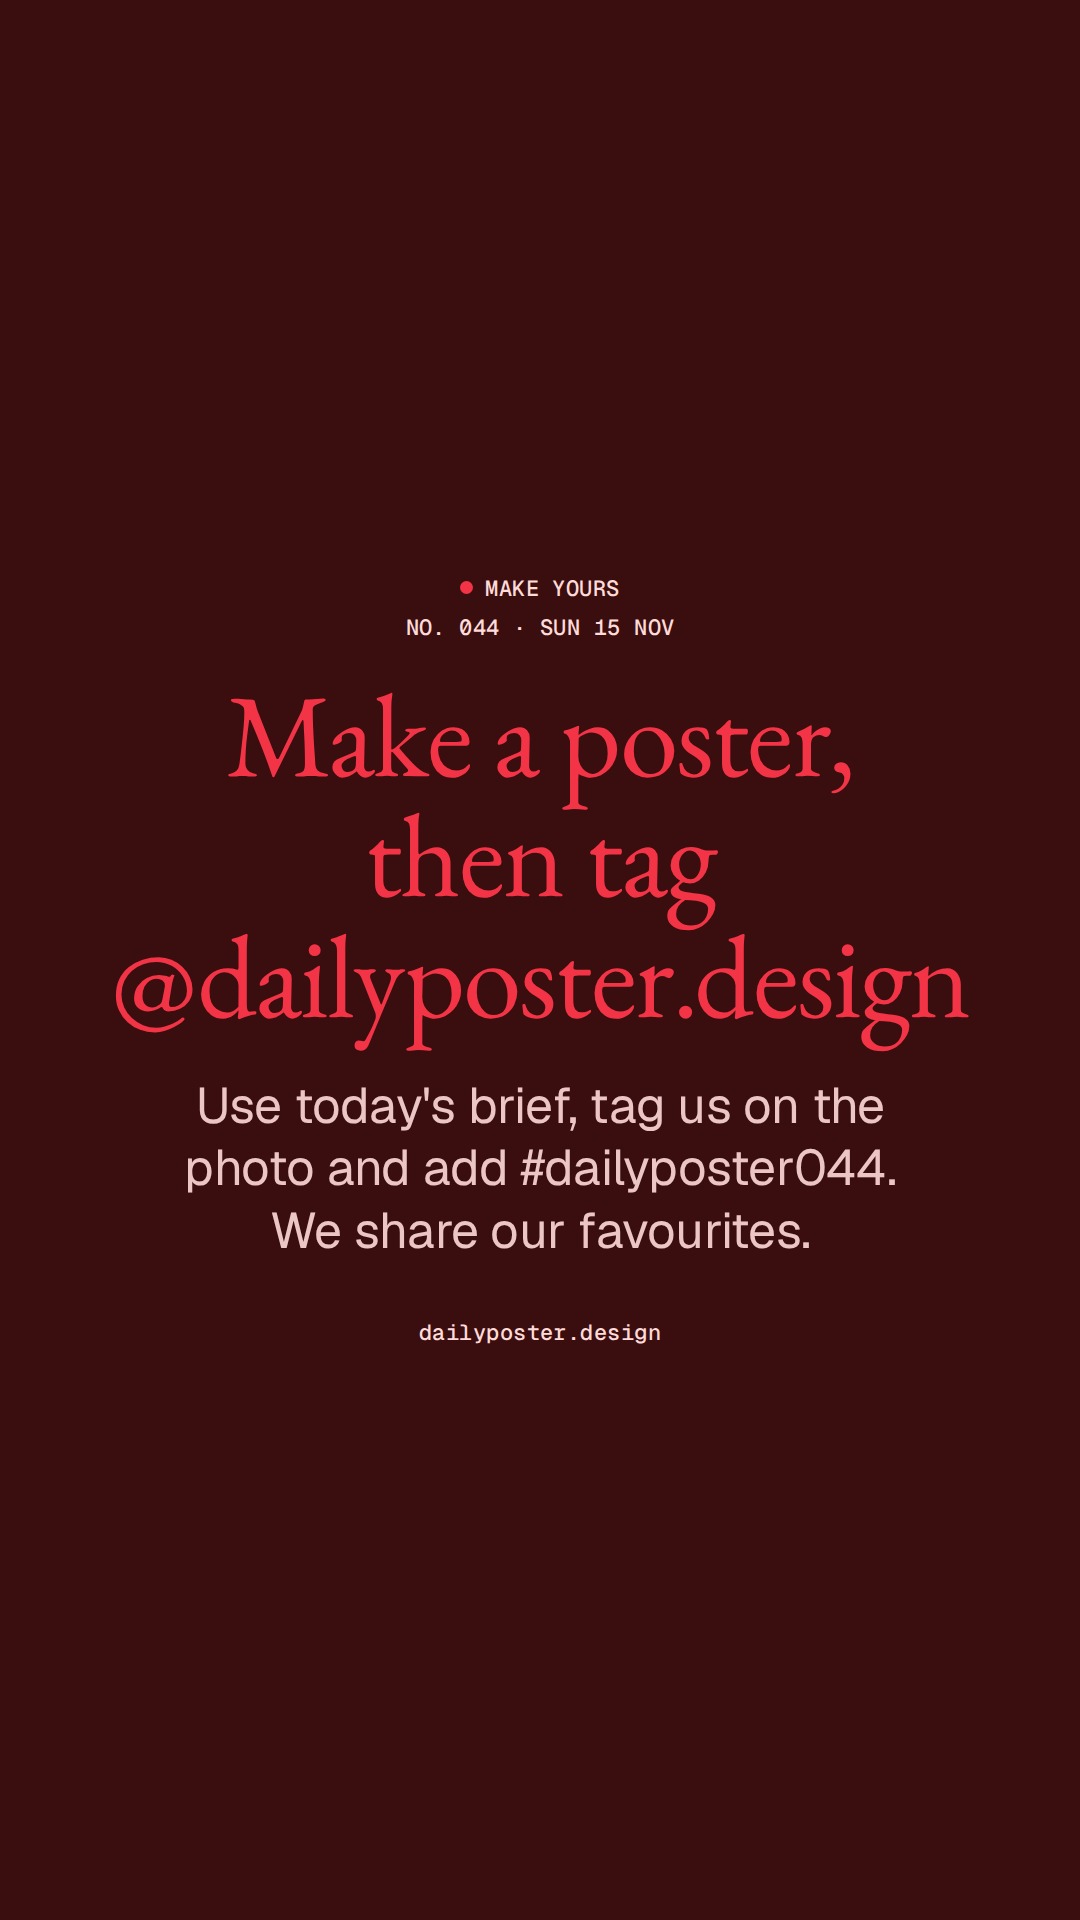 MAKE YOURS
NO. 044 · SUN 15 NOV
Make a poster,
then tag
@dailyposter.design
Use today's brief, tag us on the
photo and add #dailyposter044.
We share our favourites.
dailyposter.design